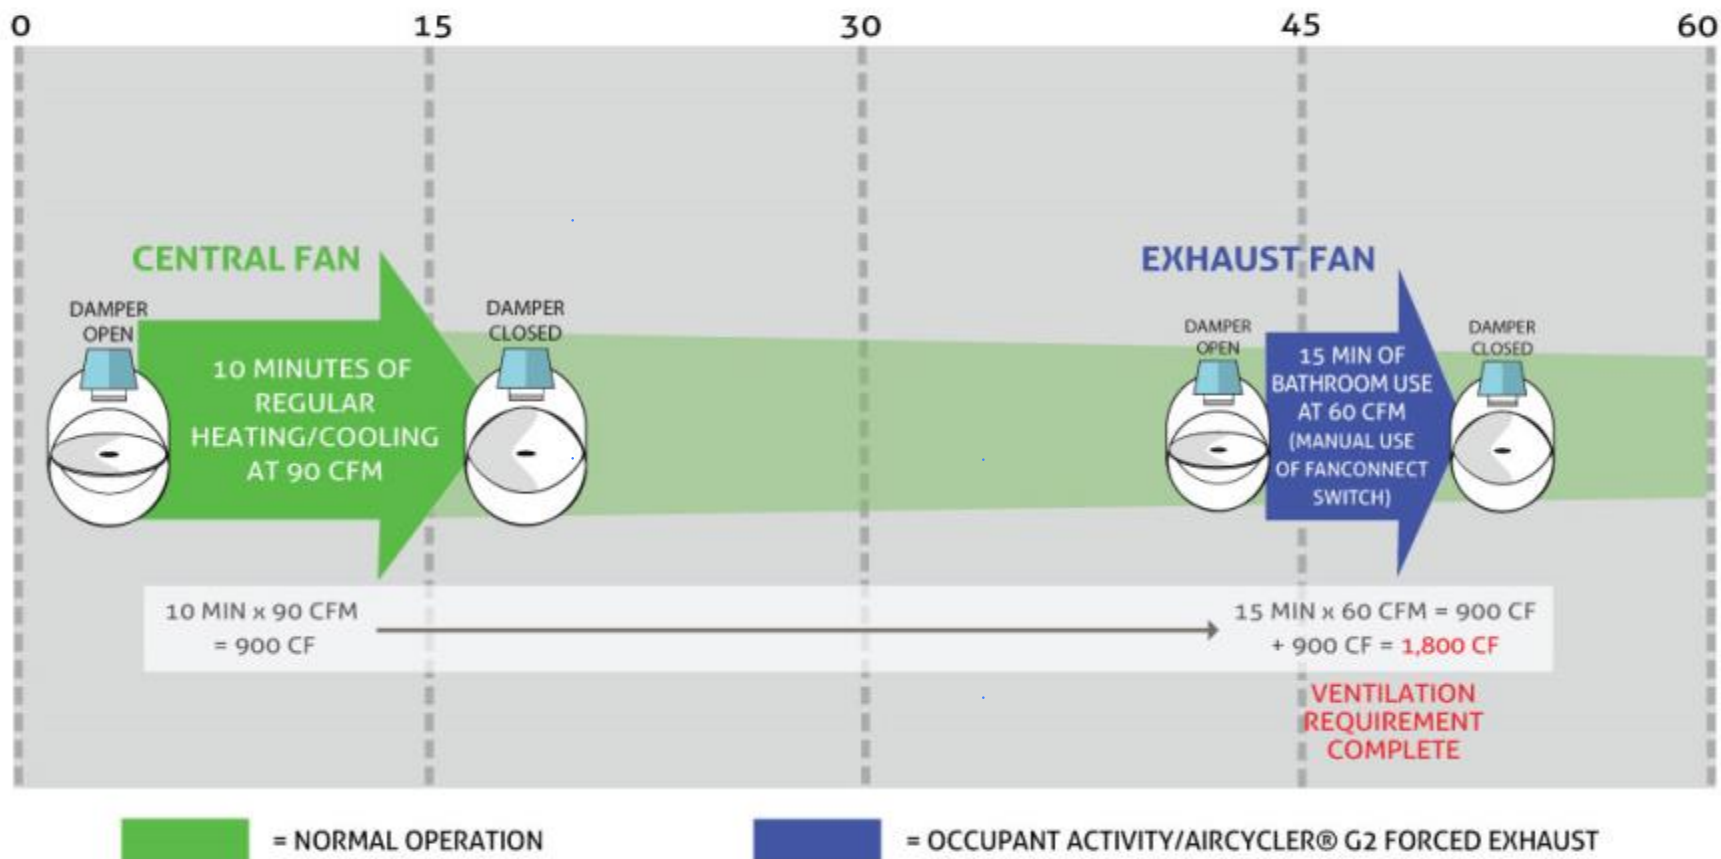 0 15 30 45 60
CENTRAL FAN
DAMPER
OPEN
10 MINUTES OF
REGULAR
HEATING/COOLING
AT 90 CFM
DAMPER
CLOSED
EXHAUST FAN
DAMPER
OPEN
15 MIN OF
BATHROOM USE
AT 60 CFM
(MANUAL USE
OF FANCONNECT
SWITCH)
DAMPER
CLOSED
10 MIN x 90 CFM
= 900 CF
15 MIN x 60 CFM = 900 CF
+ 900 CF = 1,800 CF
VENTILATION
REQUIREMENT
COMPLETE
= NORMAL OPERATION
= OCCUPANT ACTIVITY/AIRCYCLER® G2 FORCED EXHAUST